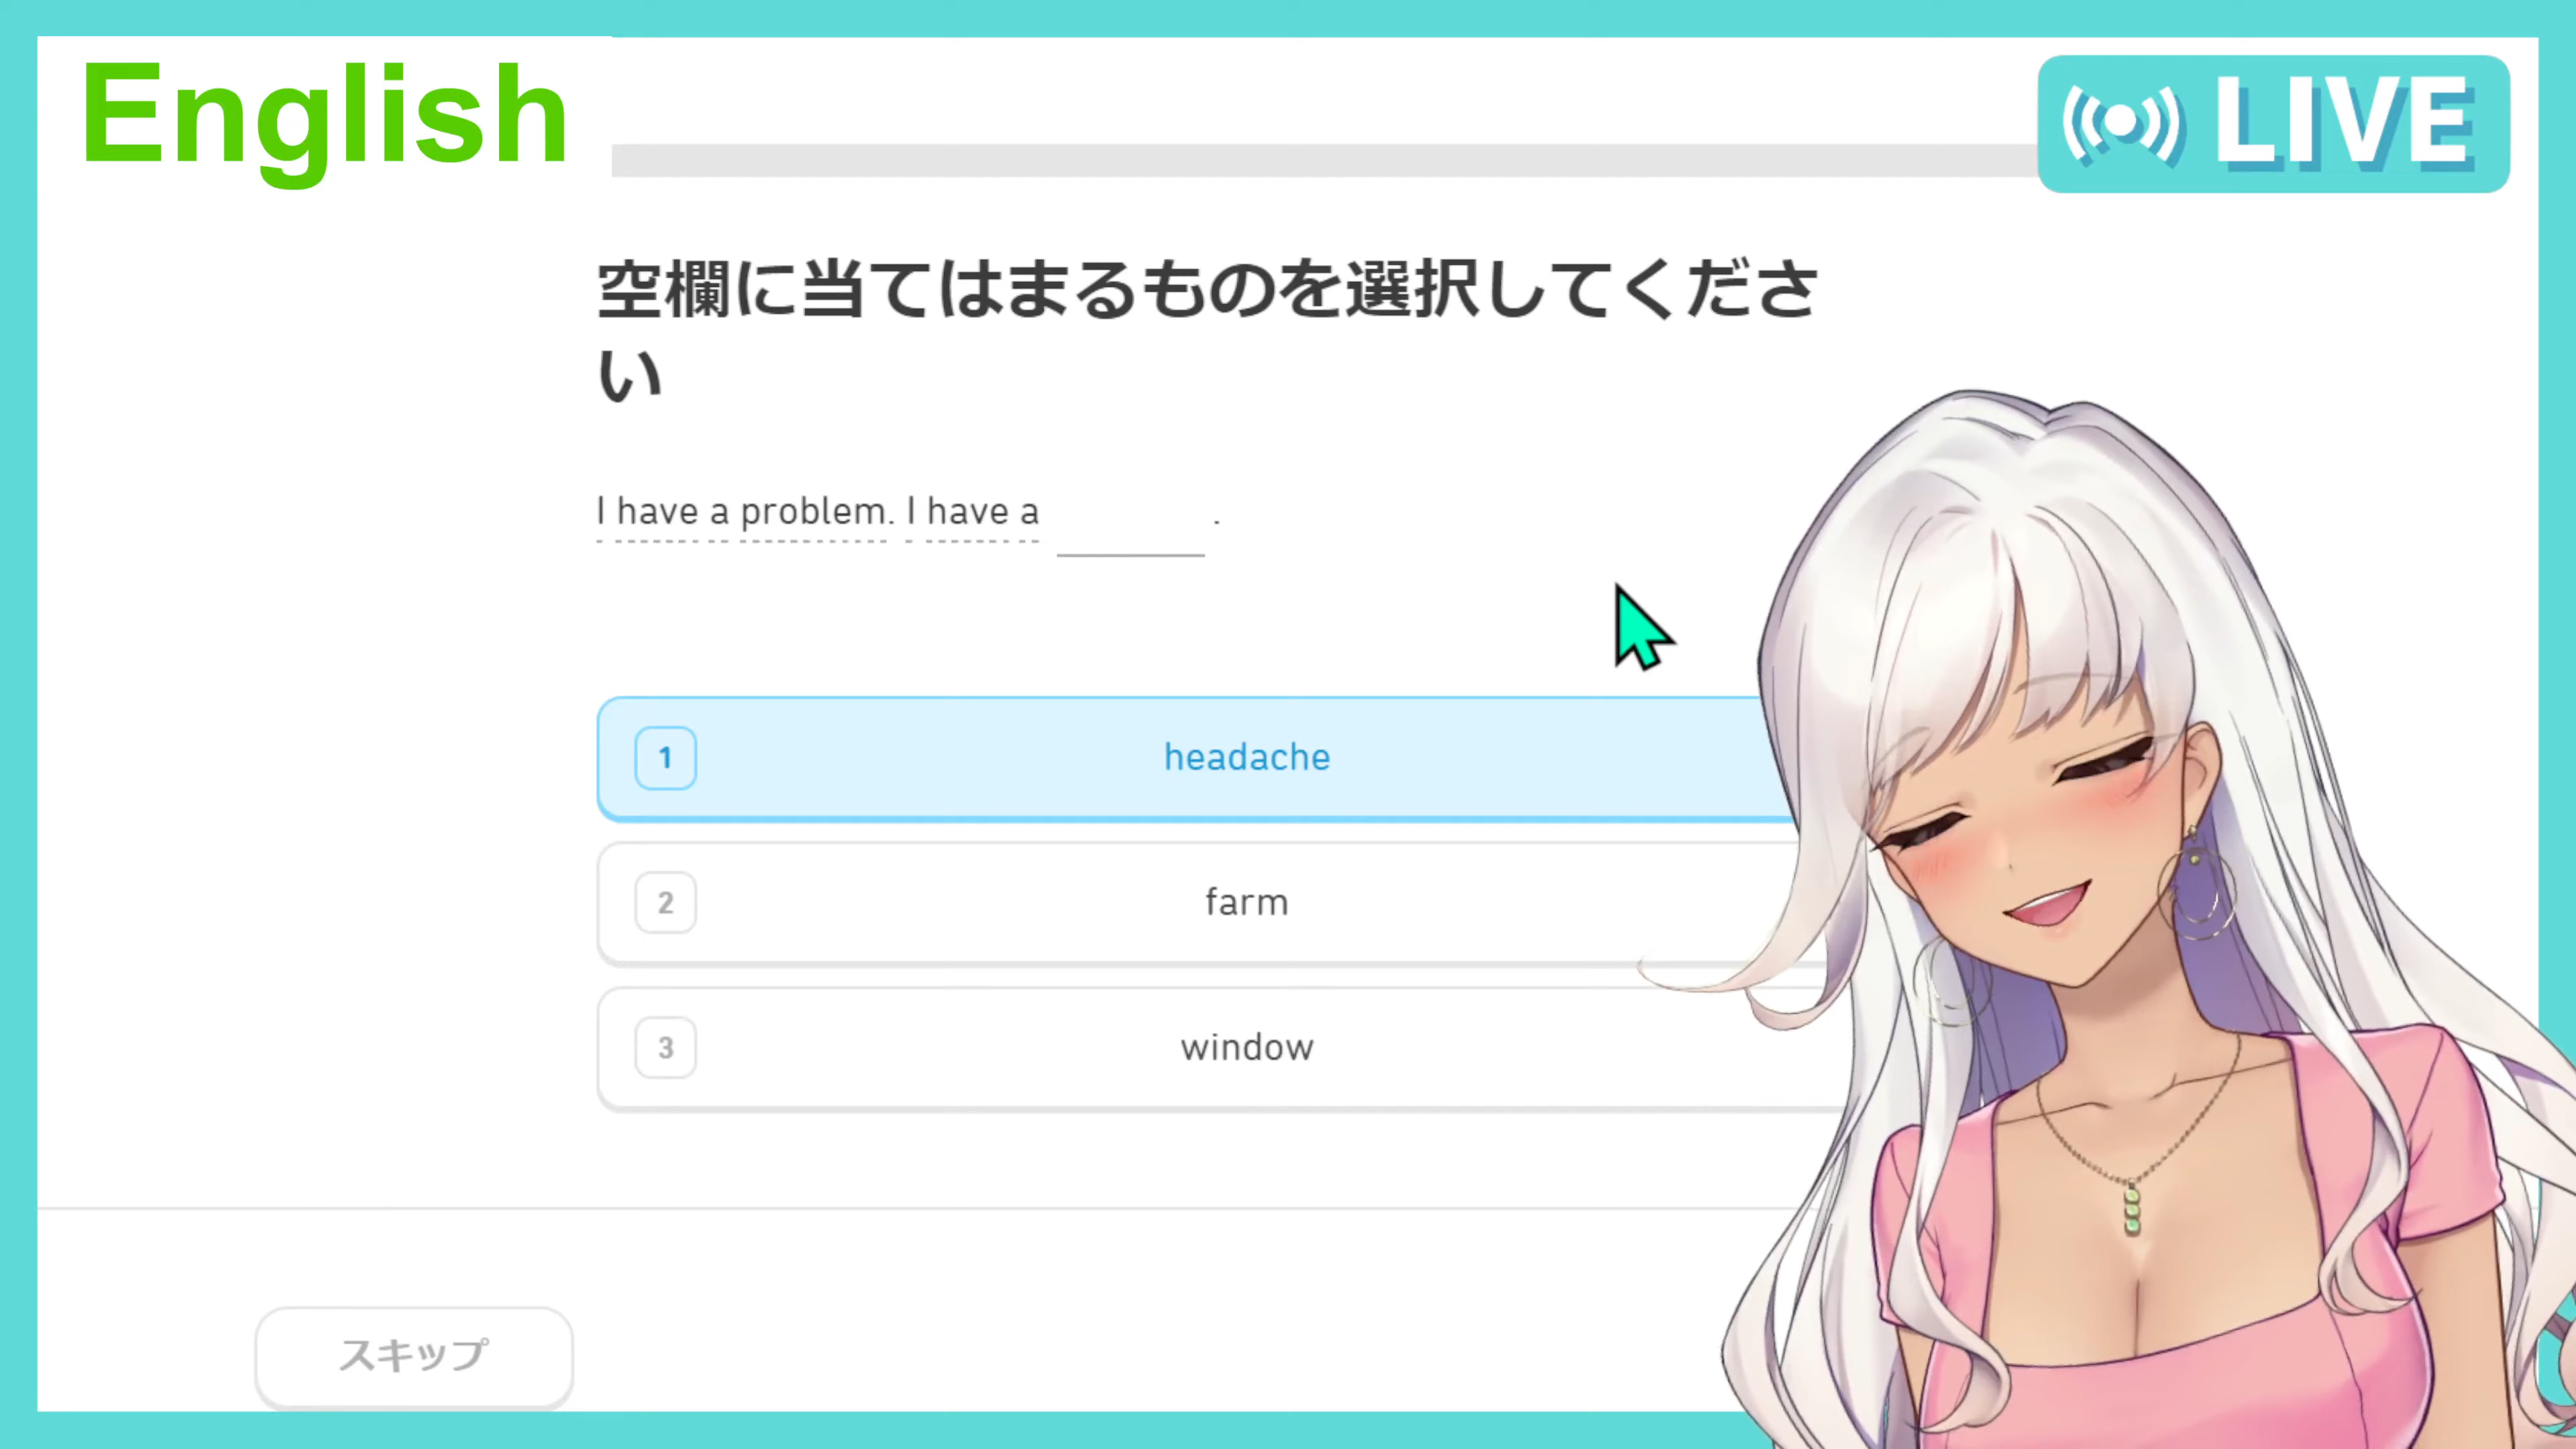 English
LIVE
空欄に当てはまるものを選択してくださ
い
I have a problem. I have a ______ .
1 headache
2 farm
3 window
スキップ